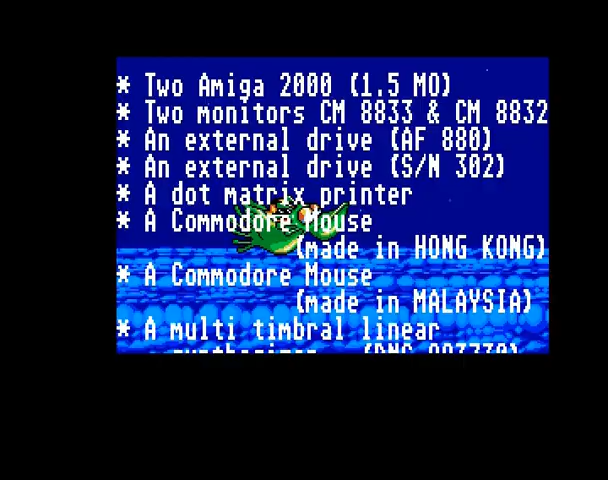 * Two Amiga 2000 (1.5 MO)
* Two monitors CM 8833 & CM 8832
* An external drive (AF 880)
* An external drive (S/N 302)
* A dot matrix printer
* A Commodore Mouse
(made in HONG KONG)
* A Commodore Mouse
(made in MALAYSIA)
* A multi timbral linear